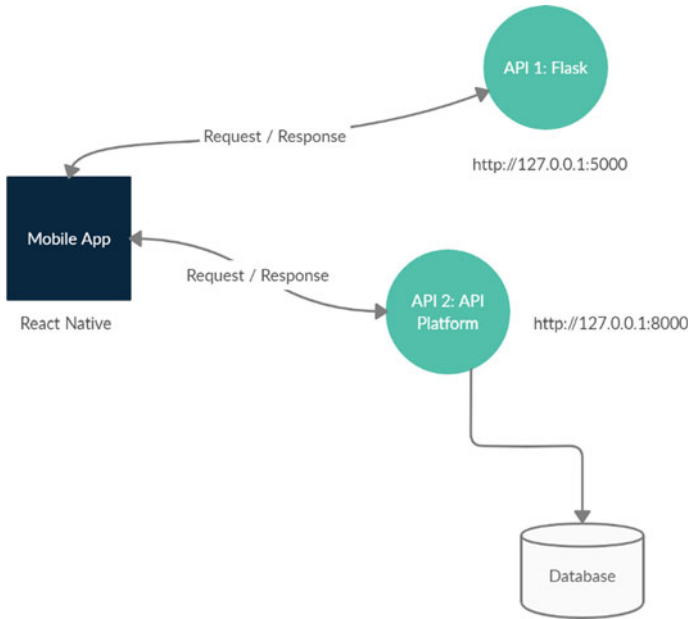 API 1: Flask
Request / Response
http://127.0.0.1:5000
Mobile App
Request / Response
API 2: API
Platform
http://127.0.0.1:8000
React Native
Database